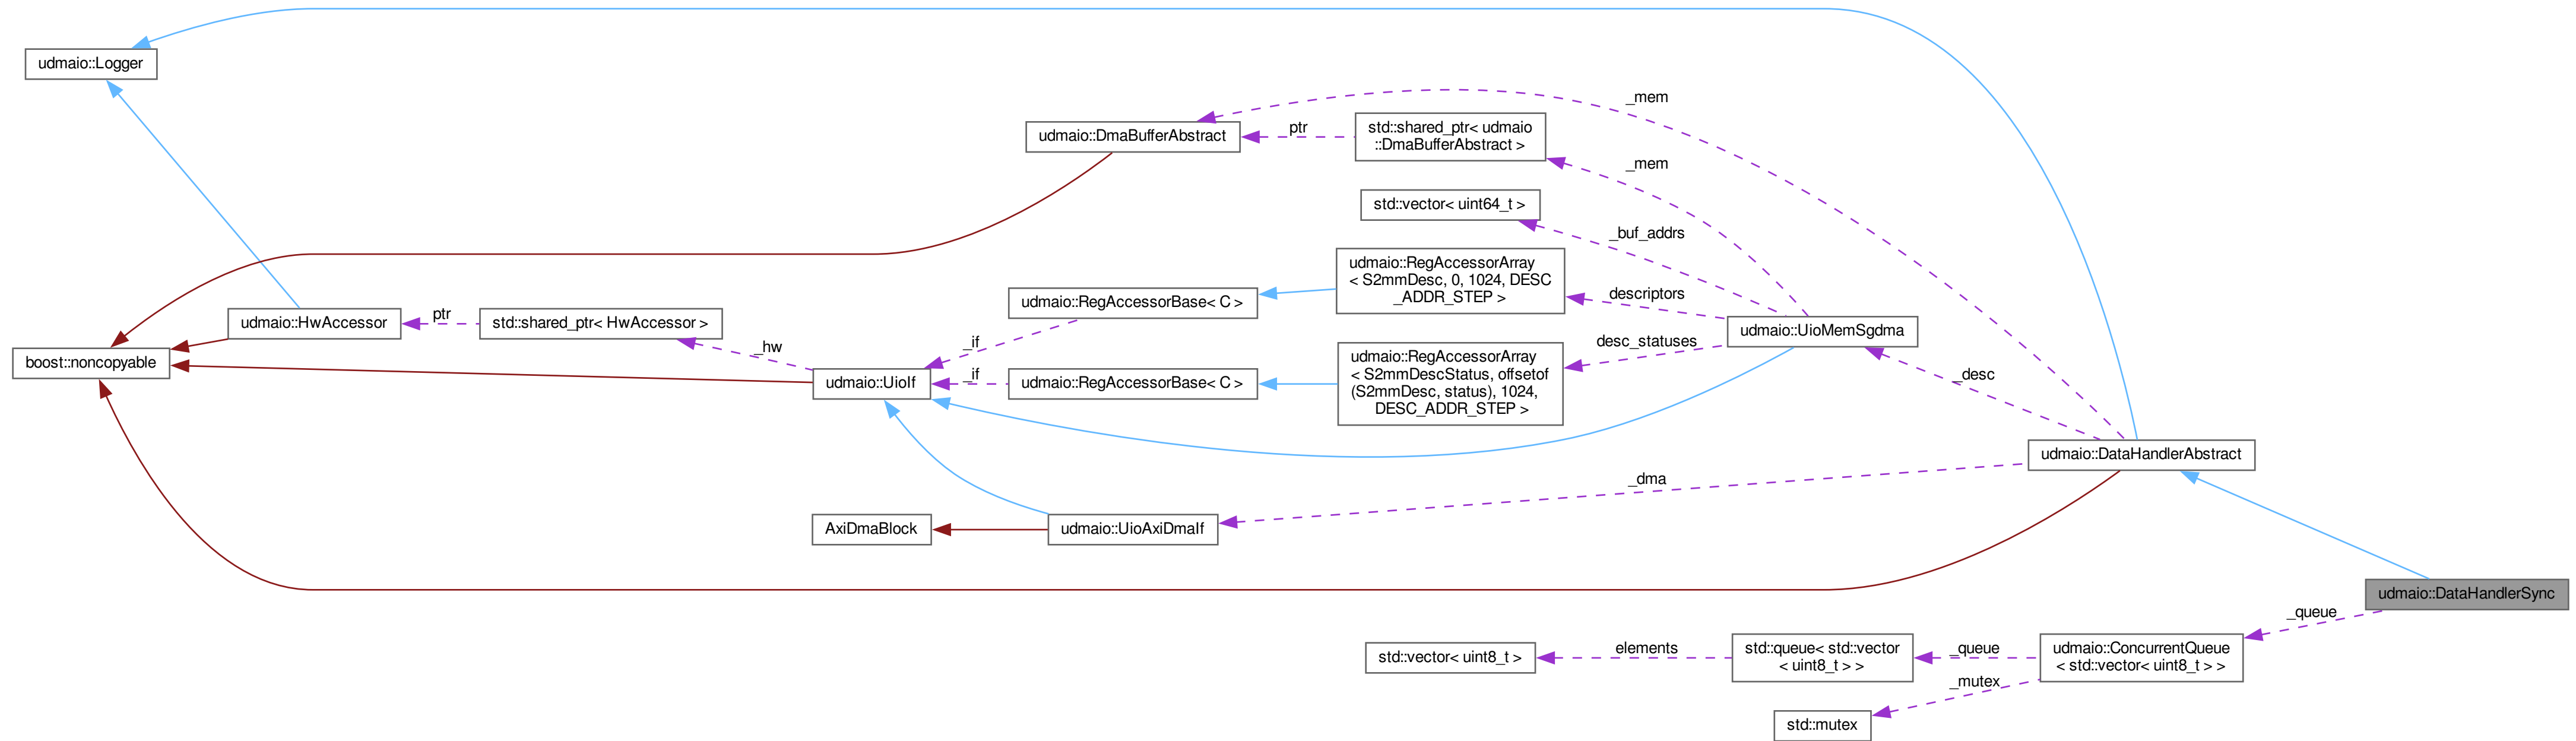 udmaio::Logger
_mem
udmaio::DmaBufferAbstract
ptr
std::shared_ptr< udmaio
::DmaBufferAbstract >
_mem
std::vector< uint64_t >
_buf_addrs
udmaio::RegAccessorArray
< S2mmDesc, 0, 1024, DESC
_ADDR_STEP >
udmaio::RegAccessorBase< C >
descriptors
udmaio::HwAccessor
ptr
std::shared_ptr< HwAccessor >
udmaio::UioMemSgdma
_hw
_if
desc_statuses
boost::noncopyable
udmaio::UioIf
_if
udmaio::RegAccessorBase< C >
udmaio::RegAccessorArray
< S2mmDescStatus, offsetof
(S2mmDesc, status), 1024,
DESC_ADDR_STEP >
_desc
udmaio::DataHandlerAbstract
_dma
AxiDmaBlock
udmaio::UioAxiDmaIf
udmaio::DataHandlerSync
_queue
std::vector< uint8_t >
elements
std::queue< std::vector
< uint8_t > >
_queue
udmaio::ConcurrentQueue
< std::vector< uint8_t > >
_mutex
std::mutex